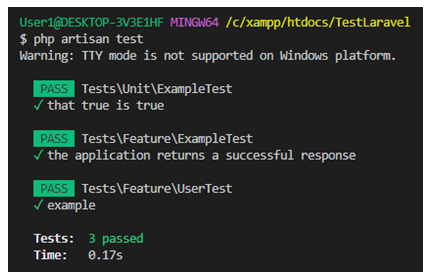 User1@DESKTOP-3V3E1HF MINGW64 /c/xampp/htdocs/TestLaravel
$ php artisan test
Warning: TTY mode is not supported on Windows platform.
PASS Tests\Unit\ExampleTest
✓ that true is true
PASS Tests\Feature\ExampleTest
✓ the application returns a successful response
PASS Tests\Feature\UserTest
✓ example
Tests: 3 passed
Time: 0.17s